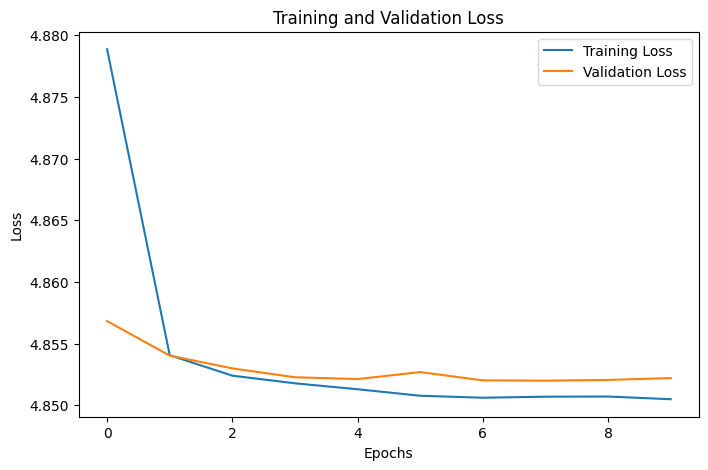 Training and Validation Loss
Training Loss
Validation Loss
4.880
4.875
4.870
4.865
4.860
4.855
4.850
Loss
0 2 4 6 8
Epochs